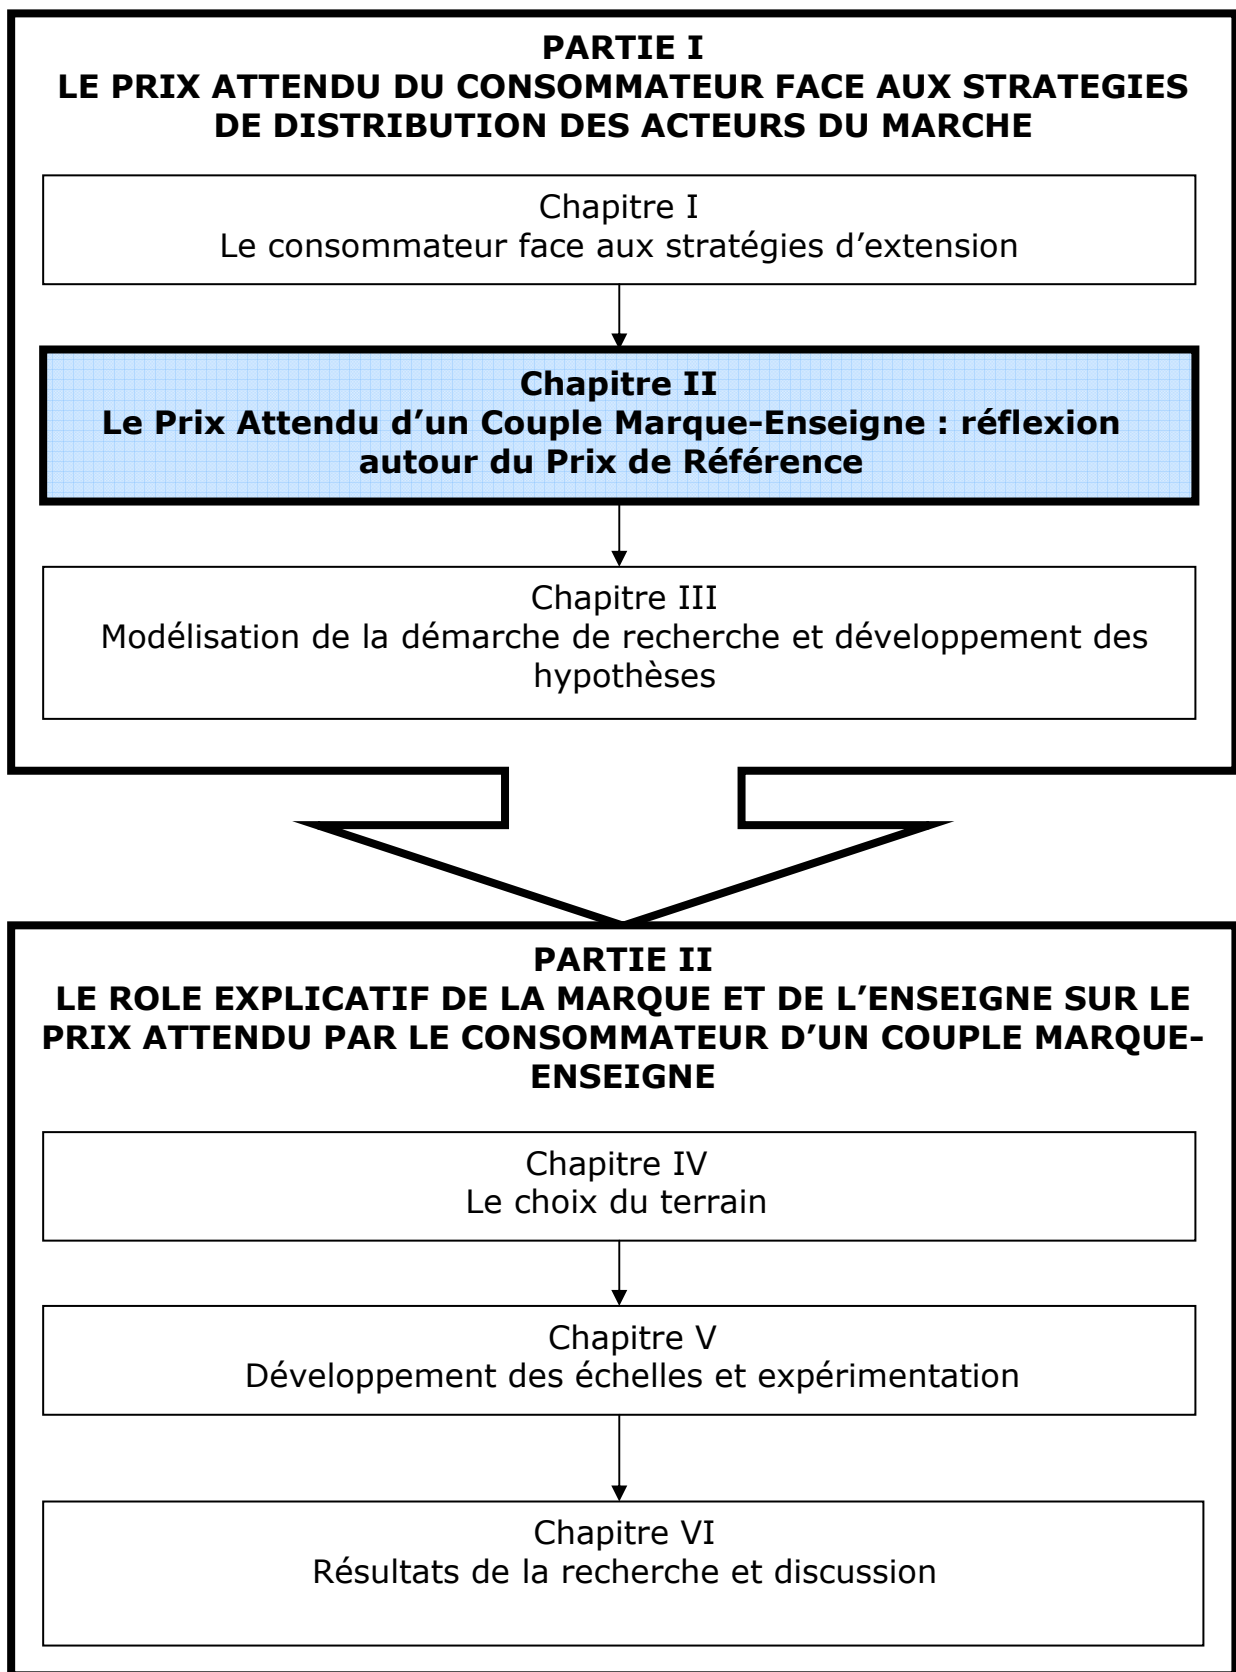 PARTIE I
LE PRIX ATTENDU DU CONSOMMATEUR FACE AUX STRATEGIES
DE DISTRIBUTION DES ACTEURS DU MARCHE
Chapitre I
Le consommateur face aux stratégies d’extension
Chapitre II
Le Prix Attendu d’un Couple Marque-Enseigne : réflexion
autour du Prix de Référence
Chapitre III
Modélisation de la démarche de recherche et développement des
hypothèses
PARTIE II
LE ROLE EXPLICATIF DE LA MARQUE ET DE L’ENSEIGNE SUR LE
PRIX ATTENDU PAR LE CONSOMMATEUR D’UN COUPLE MARQUE-
ENSEIGNE
Chapitre IV
Le choix du terrain
Chapitre V
Développement des échelles et expérimentation
Chapitre VI
Résultats de la recherche et discussion